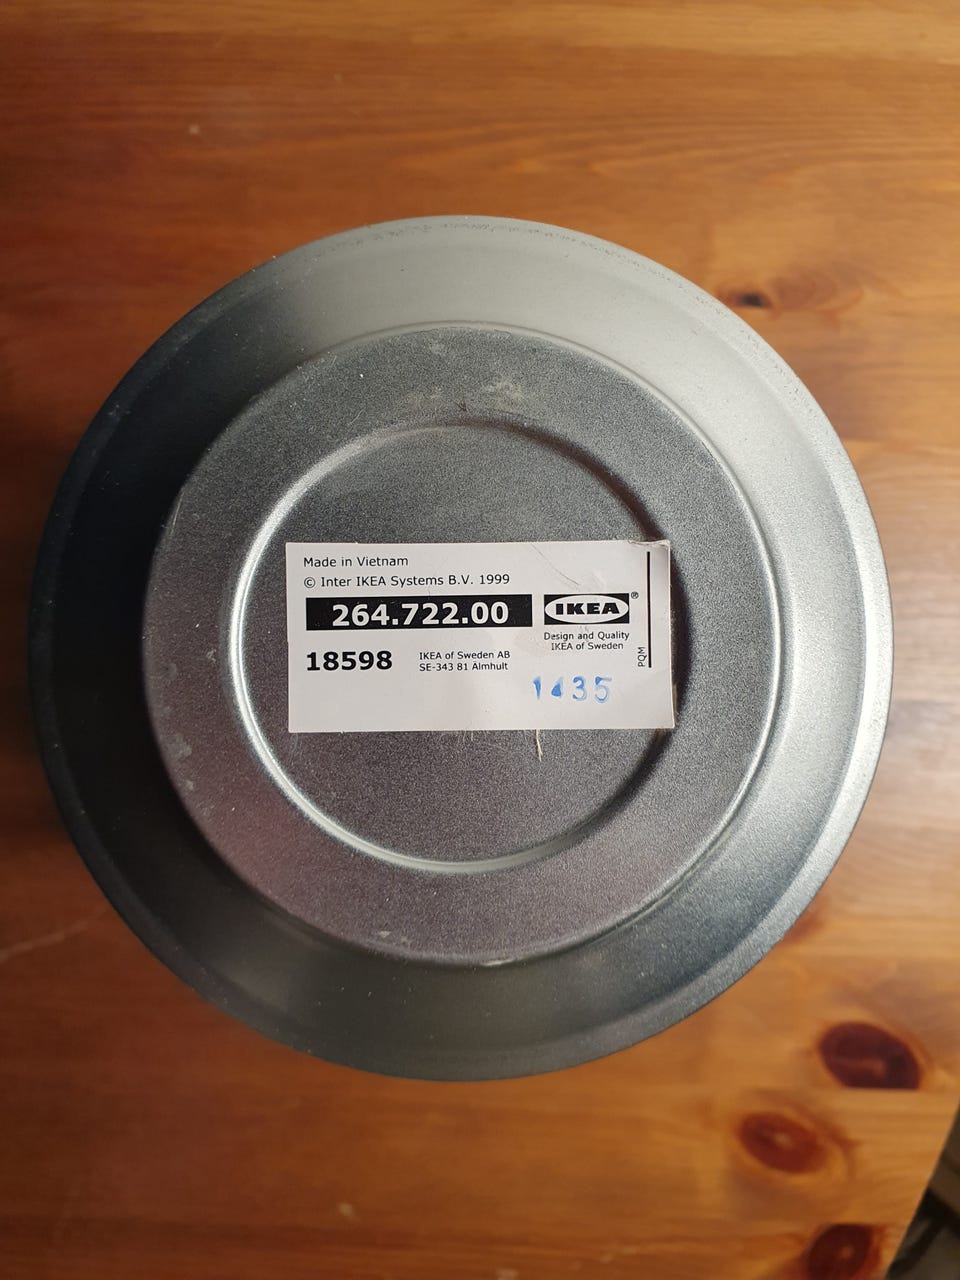 Made in Vietnam
© Inter IKEA Systems B.V. 1999
264.722.00
IKEA®
Design and Quality
IKEA of Sweden
18598
IKEA of Sweden AB
SE-343 81 Älmhult
PQM
1435